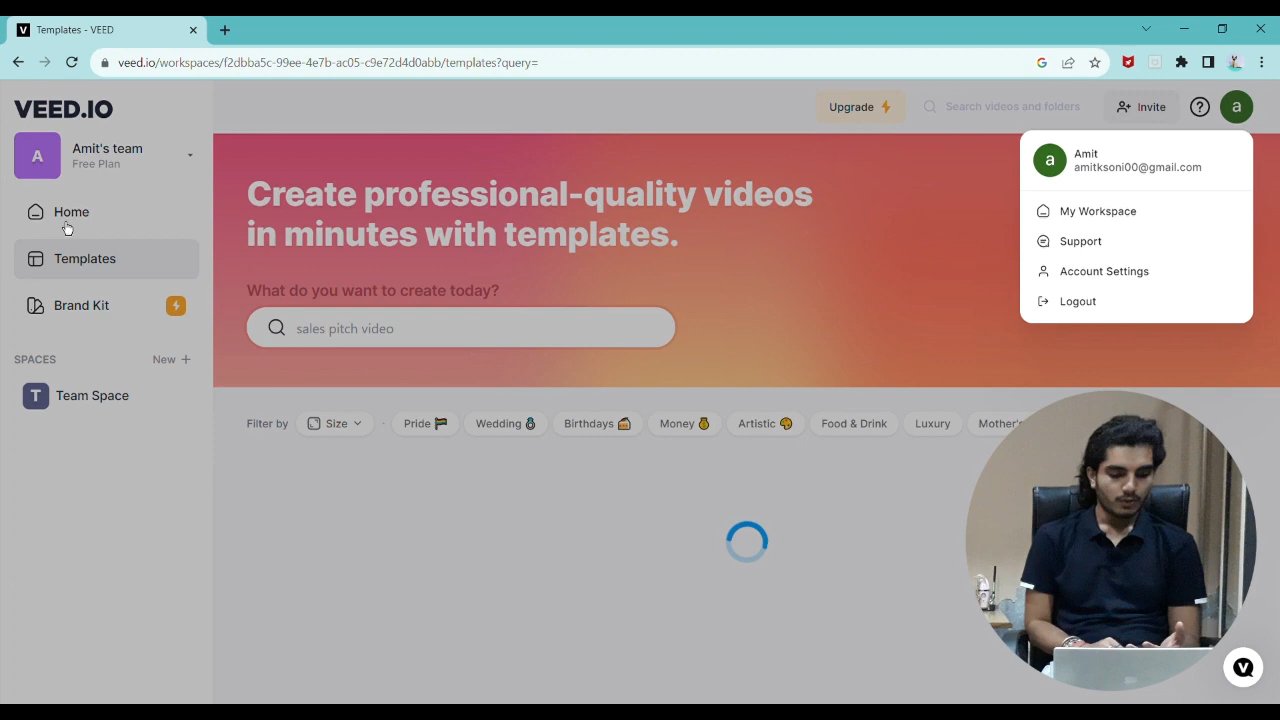 Templates - VEED
veed.io/workspaces/f2dbba5c-99ee-4e7b-ac05-c9e72d4d0abb/templates?query=
VEED.IO
Upgrade
Search videos and folders
Invite
a
A
Amit's team
Free Plan
Home
Templates
Brand Kit
SPACES
New +
T
Team Space
Create professional-quality videos
in minutes with templates.
What do you want to create today?
sales pitch video
a
Amit
amitksoni00@gmail.com
My Workspace
Support
Account Settings
Logout
Filter by
Size
Pride
Wedding
Birthdays
Money
Artistic
Food & Drink
Luxury